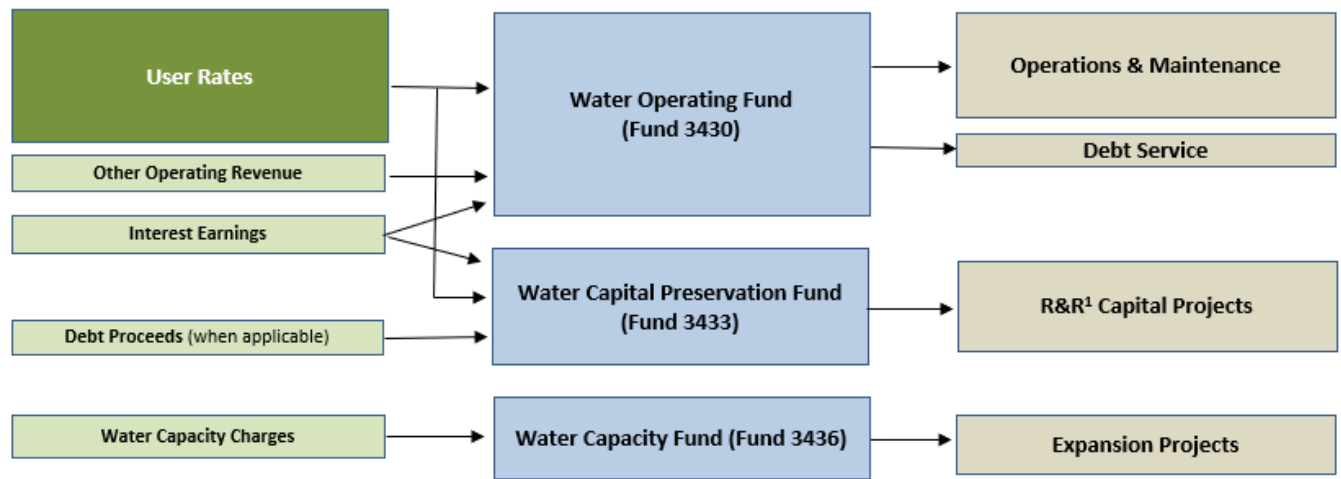 User Rates
Other Operating Revenue
Interest Earnings
Debt Proceeds (when applicable)
Water Capacity Charges
Water Operating Fund
(Fund 3430)
Water Capital Preservation Fund
(Fund 3433)
Water Capacity Fund (Fund 3436)
Operations & Maintenance
Debt Service
R&R¹ Capital Projects
Expansion Projects